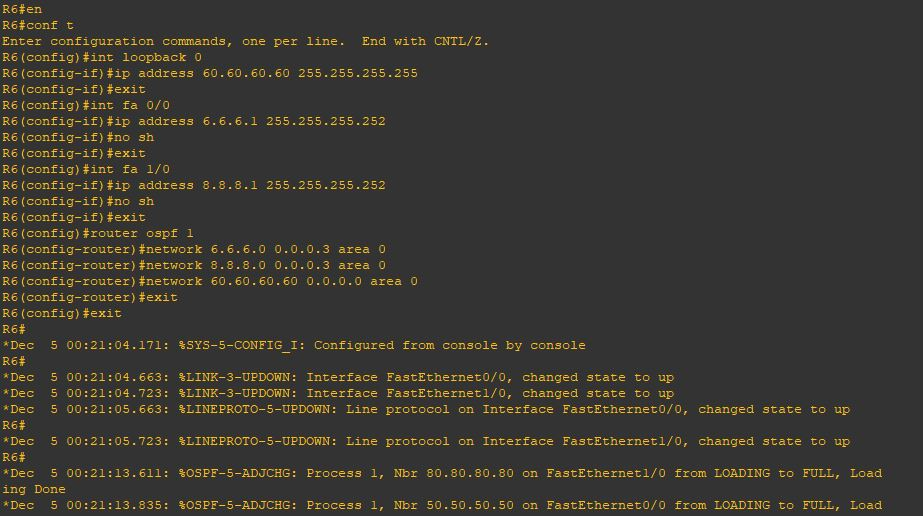 R6#en
R6#conf t
Enter configuration commands, one per line.  End with CNTL/Z.
R6(config)#int loopback 0
R6(config-if)#ip address 60.60.60.60 255.255.255.255
R6(config-if)#exit
R6(config)#int fa 0/0
R6(config-if)#ip address 6.6.6.1 255.255.255.252
R6(config-if)#no sh
R6(config-if)#exit
R6(config)#int fa 1/0
R6(config-if)#ip address 8.8.8.1 255.255.255.252
R6(config-if)#no sh
R6(config-if)#exit
R6(config)#router ospf 1
R6(config-router)#network 6.6.6.0 0.0.0.3 area 0
R6(config-router)#network 8.8.8.0 0.0.0.3 area 0
R6(config-router)#network 60.60.60.60 0.0.0.0 area 0
R6(config-router)#exit
R6(config)#exit
R6#
*Dec  5 00:21:04.171: %SYS-5-CONFIG_I: Configured from console by console
R6#
*Dec  5 00:21:04.663: %LINK-3-UPDOWN: Interface FastEthernet0/0, changed state to up
*Dec  5 00:21:04.723: %LINK-3-UPDOWN: Interface FastEthernet1/0, changed state to up
*Dec  5 00:21:05.663: %LINEPROTO-5-UPDOWN: Line protocol on Interface FastEthernet0/0, changed state to up
R6#
*Dec  5 00:21:05.723: %LINEPROTO-5-UPDOWN: Line protocol on Interface FastEthernet1/0, changed state to up
R6#
*Dec  5 00:21:13.611: %OSPF-5-ADJCHG: Process 1, Nbr 80.80.80.80 on FastEthernet1/0 from LOADING to FULL, Load
ing Done
*Dec  5 00:21:13.835: %OSPF-5-ADJCHG: Process 1, Nbr 50.50.50.50 on FastEthernet0/0 from LOADING to FULL, Load